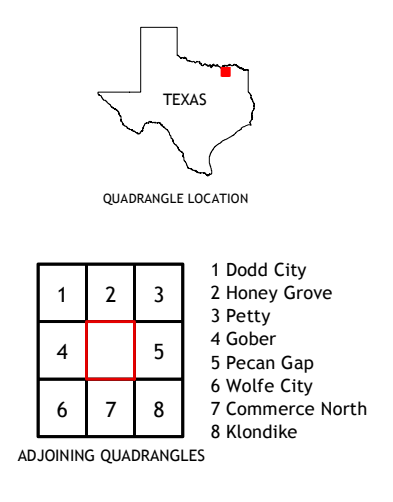 TEXAS
QUADRANGLE LOCATION
1 2 3
4 5
6 7 8
ADJOINING QUADRANGLES
1 Dodd City
2 Honey Grove
3 Petty
4 Gober
5 Pecan Gap
6 Wolfe City
7 Commerce North
8 Klondike